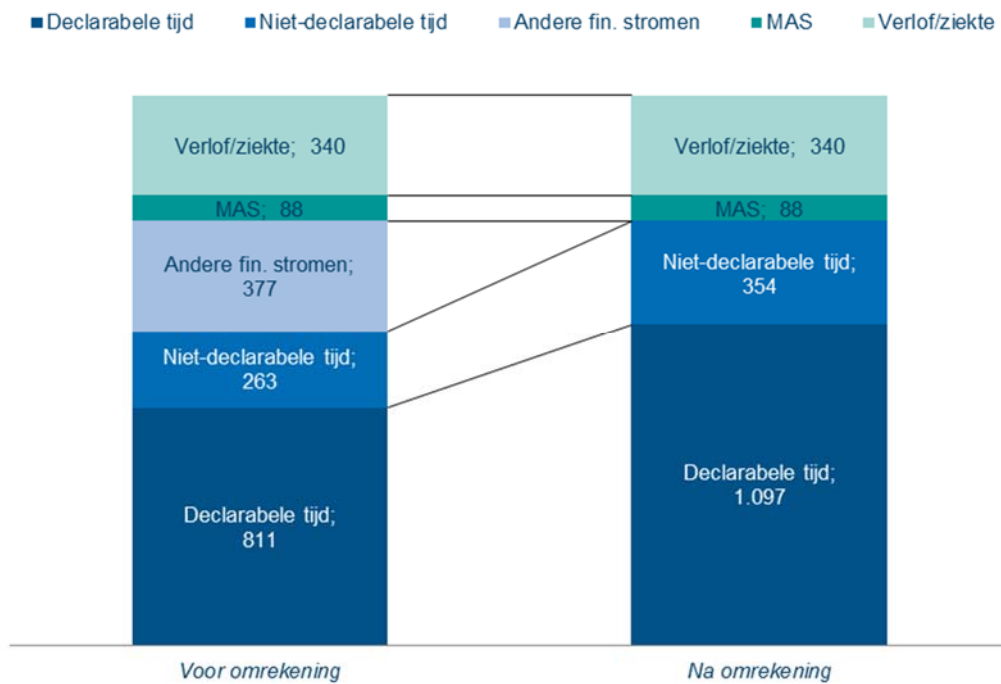 Declarabele tijd Niet-declarabele tijd Andere fin. stromen MAS Verlof/ziekte
Verlof/ziekte; 340
MAS; 88
Andere fin. stromen;
377
Niet-declarabele tijd;
263
Declarabele tijd;
811
Voor omrekening
Verlof/ziekte; 340
MAS; 88
Niet-declarabele tijd;
354
Declarabele tijd;
1.097
Na omrekening